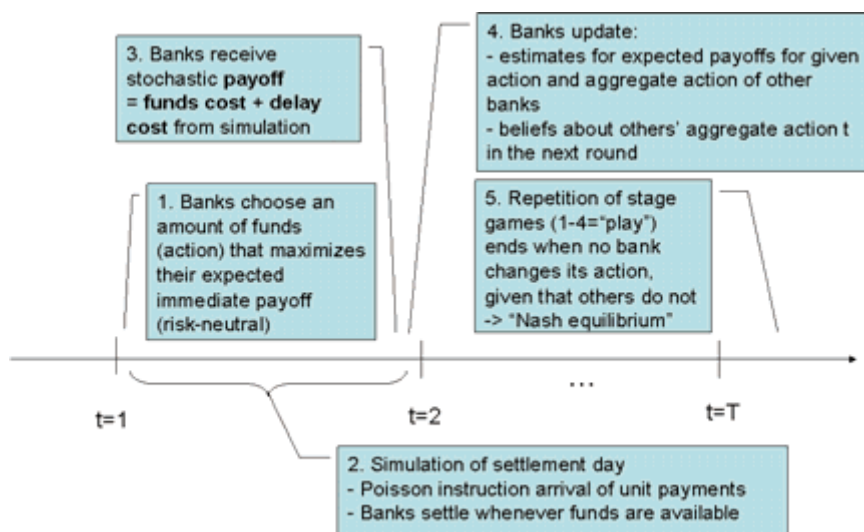 3. Banks receive
stochastic payoff
= funds cost + delay
cost from simulation
4. Banks update:
- estimates for expected payoffs for given
action and aggregate action of other
banks
- beliefs about others' aggregate action t
in the next round
1. Banks choose an
amount of funds
(action) that maximizes
their expected
immediate payoff
(risk-neutral)
5. Repetition of stage
games (1-4="play")
ends when no bank
changes its action,
given that others do not
-> "Nash equilibrium"
...
t=1
t=2
t=T
2. Simulation of settlement day
- Poisson instruction arrival of unit payments
- Banks settle whenever funds are available